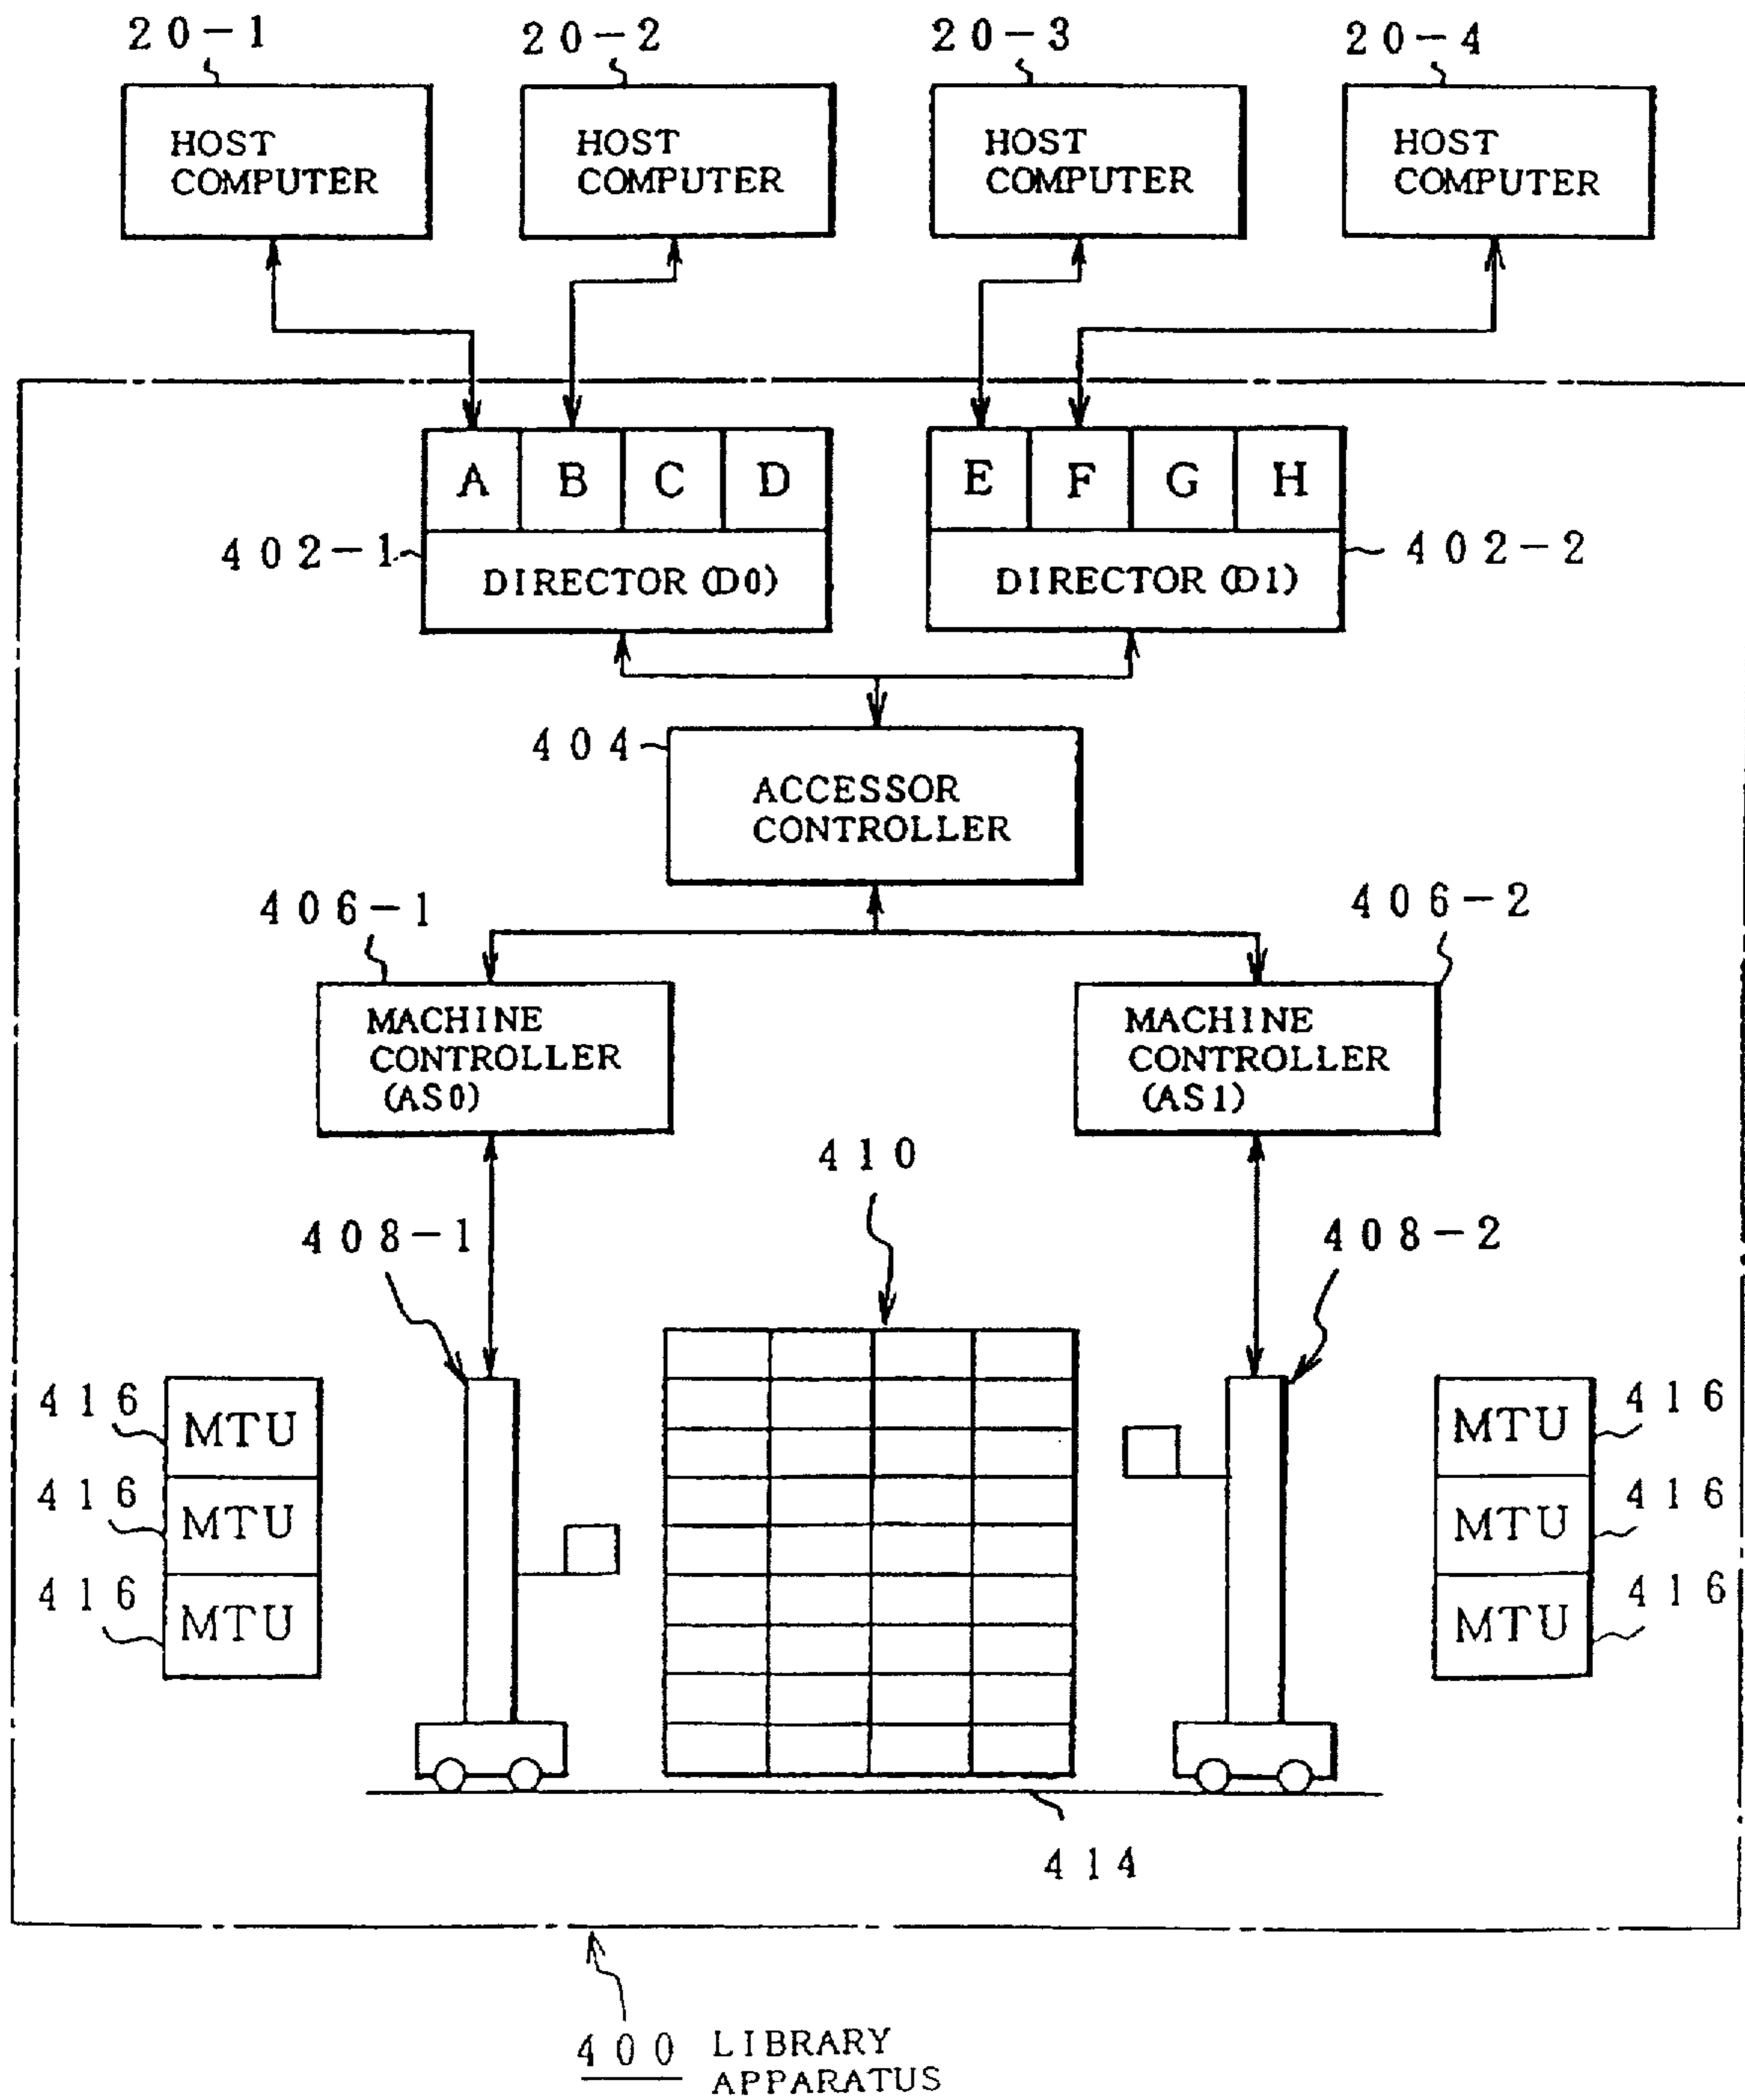 20-1 20-2 20-3 20-4
HOST COMPUTER
HOST COMPUTER
HOST COMPUTER
HOST COMPUTER
A B C D
E F G H
402-1
DIRECTOR (D0)
DIRECTOR (D1)
402-2
404
ACCESSOR
CONTROLLER
406-1
406-2
MACHINE
CONTROLLER
(AS0)
MACHINE
CONTROLLER
(AS1)
410
408-1
408-2
416 MTU
416 MTU
416 MTU
MTU 416
MTU 416
MTU 416
414
400 LIBRARY
APPARATUS